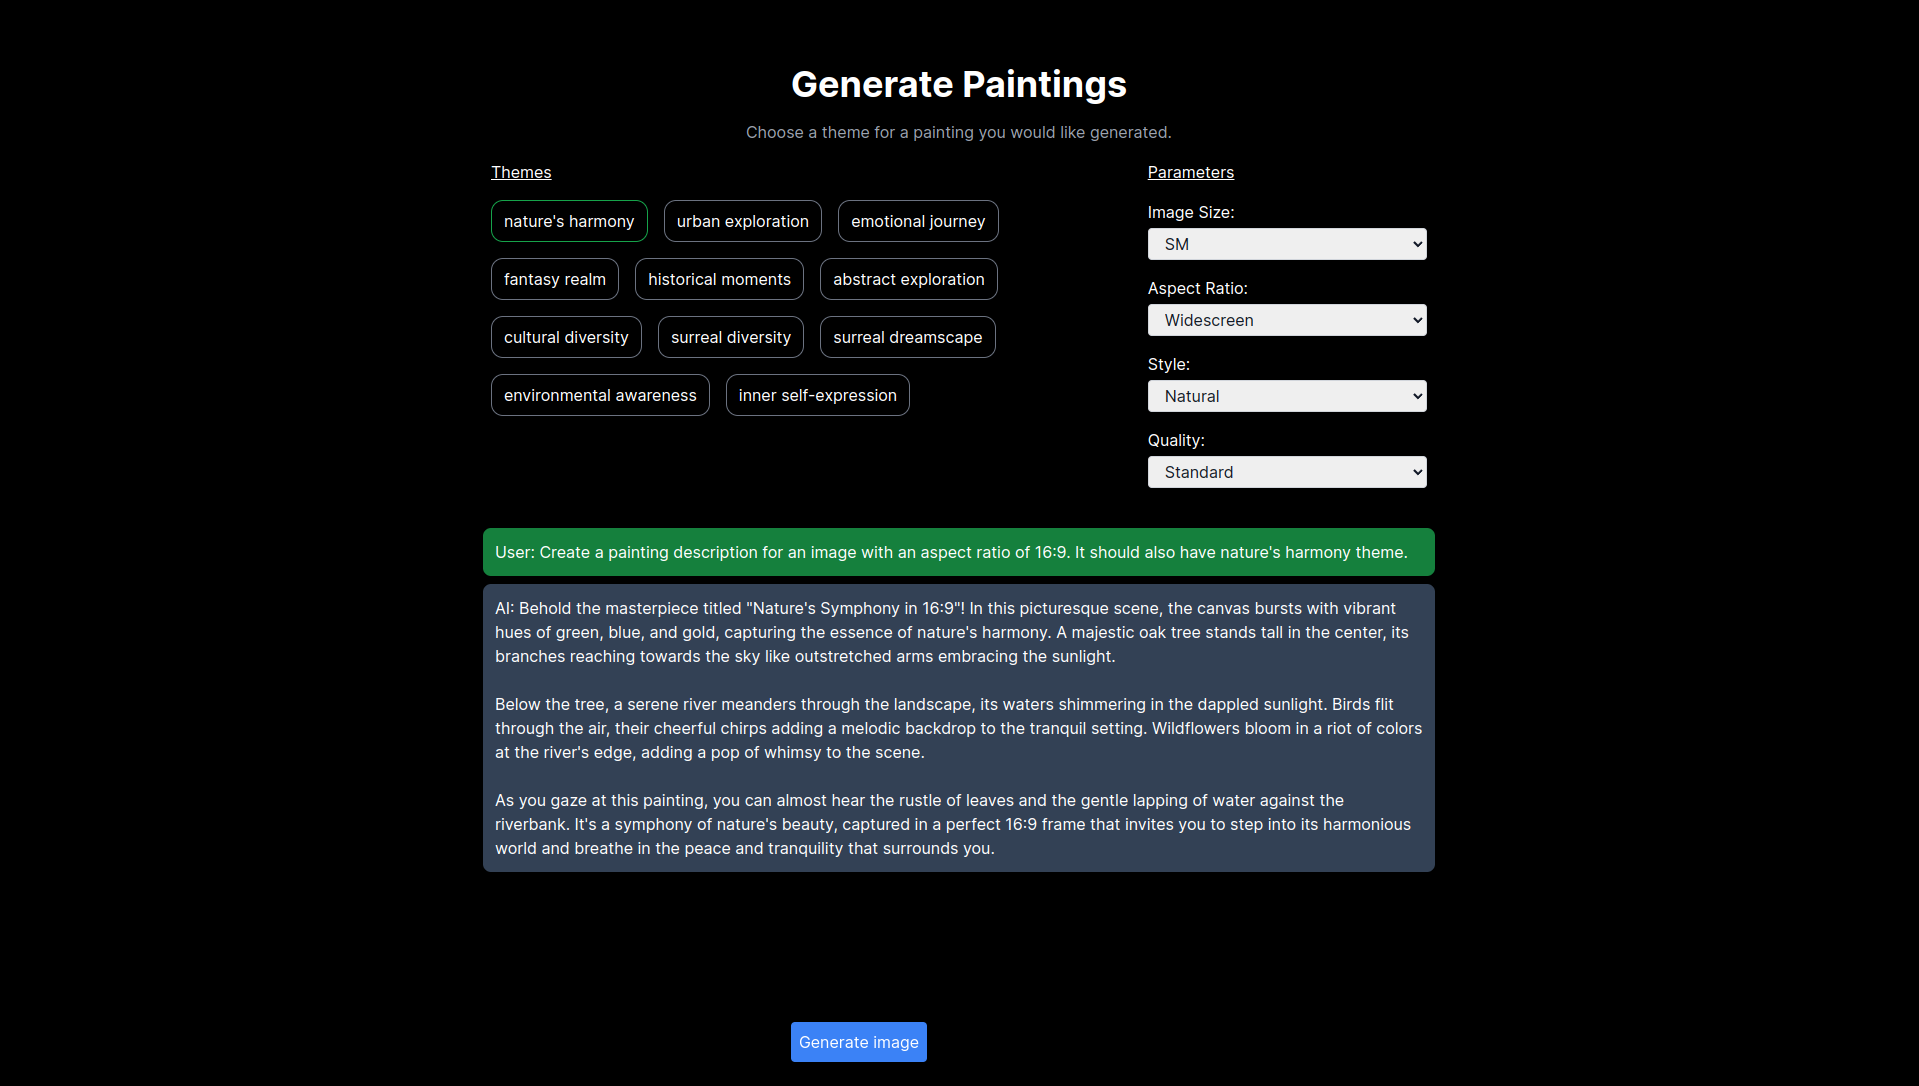 Generate Paintings
Choose a theme for a painting you would like generated.
Themes
nature's harmony
urban exploration
emotional journey
fantasy realm
historical moments
abstract exploration
cultural diversity
surreal diversity
surreal dreamscape
environmental awareness
inner self-expression
Parameters
Image Size:
SM
Aspect Ratio:
Widescreen
Style:
Natural
Quality:
Standard
User: Create a painting description for an image with an aspect ratio of 16:9. It should also have nature's harmony theme.
AI: Behold the masterpiece titled "Nature's Symphony in 16:9"! In this picturesque scene, the canvas bursts with vibrant
hues of green, blue, and gold, capturing the essence of nature's harmony. A majestic oak tree stands tall in the center, its
branches reaching towards the sky like outstretched arms embracing the sunlight.
Below the tree, a serene river meanders through the landscape, its waters shimmering in the dappled sunlight. Birds flit
through the air, their cheerful chirps adding a melodic backdrop to the tranquil setting. Wildflowers bloom in a riot of colors
at the river's edge, adding a pop of whimsy to the scene.
As you gaze at this painting, you can almost hear the rustle of leaves and the gentle lapping of water against the
riverbank. It's a symphony of nature's beauty, captured in a perfect 16:9 frame that invites you to step into its harmonious
world and breathe in the peace and tranquility that surrounds you.
Generate image